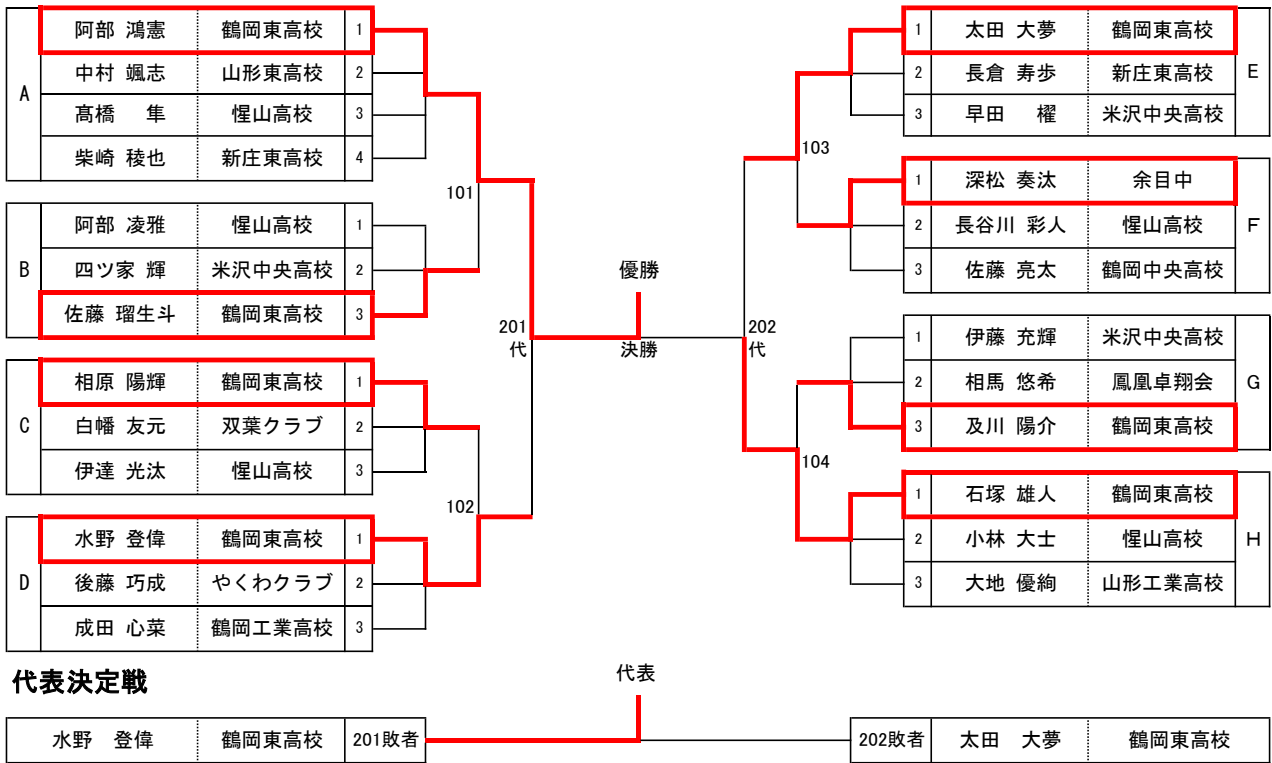 A
阿部 鴻憲 鶴岡東高校 1
中村 颯志 山形東高校 2
髙橋 隼 惺山高校 3
柴崎 稜也 新庄東高校 4
B
阿部 凌雅 惺山高校 1
四ツ家 輝 米沢中央高校 2
佐藤 瑠生斗 鶴岡東高校 3
C
相原 陽輝 鶴岡東高校 1
白幡 友元 双葉クラブ 2
伊達 光汰 惺山高校 3
D
水野 登偉 鶴岡東高校 1
後藤 巧成 やくわクラブ 2
成田 心菜 鶴岡工業高校 3
101
102
201
代
優勝
決勝
202
代
103
104
1 太田 大夢 鶴岡東高校
2 長倉 寿歩 新庄東高校
3 早田 櫂 米沢中央高校
E
1 深松 奏汰 余目中
2 長谷川 彩人 惺山高校
3 佐藤 亮太 鶴岡中央高校
F
1 伊藤 充輝 米沢中央高校
2 相馬 悠希 鳳凰卓翔会
3 及川 陽介 鶴岡東高校
G
1 石塚 雄人 鶴岡東高校
2 小林 大士 惺山高校
3 大地 優絢 山形工業高校
H
代表決定戦
代表
水野 登偉 鶴岡東高校 201敗者
202敗者 太田 大夢 鶴岡東高校